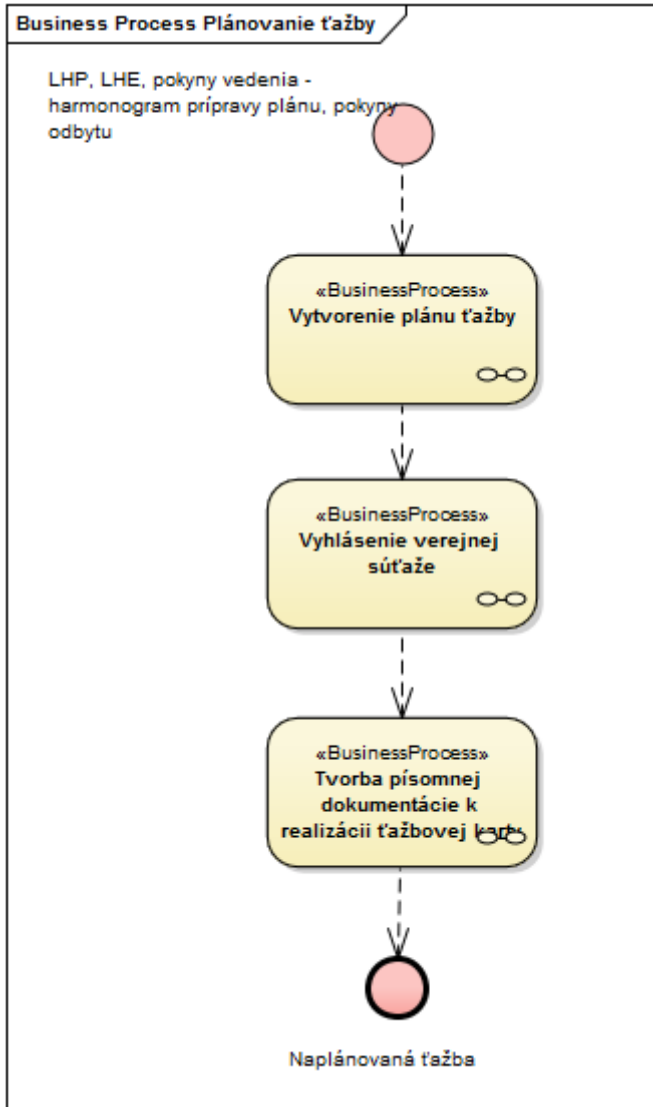 Business Process Plánovanie ťažby
LHP, LHE, pokyny vedenia -
harmonogram prípravy plánu, pokyny
odbytu
«BusinessProcess»
Vytvorenie plánu ťažby
«BusinessProcess»
Vyhlásenie verejnej
súťaže
«BusinessProcess»
Tvorba písomnej
dokumentácie k
realizácii ťažbovej karty
Naplánovaná ťažba